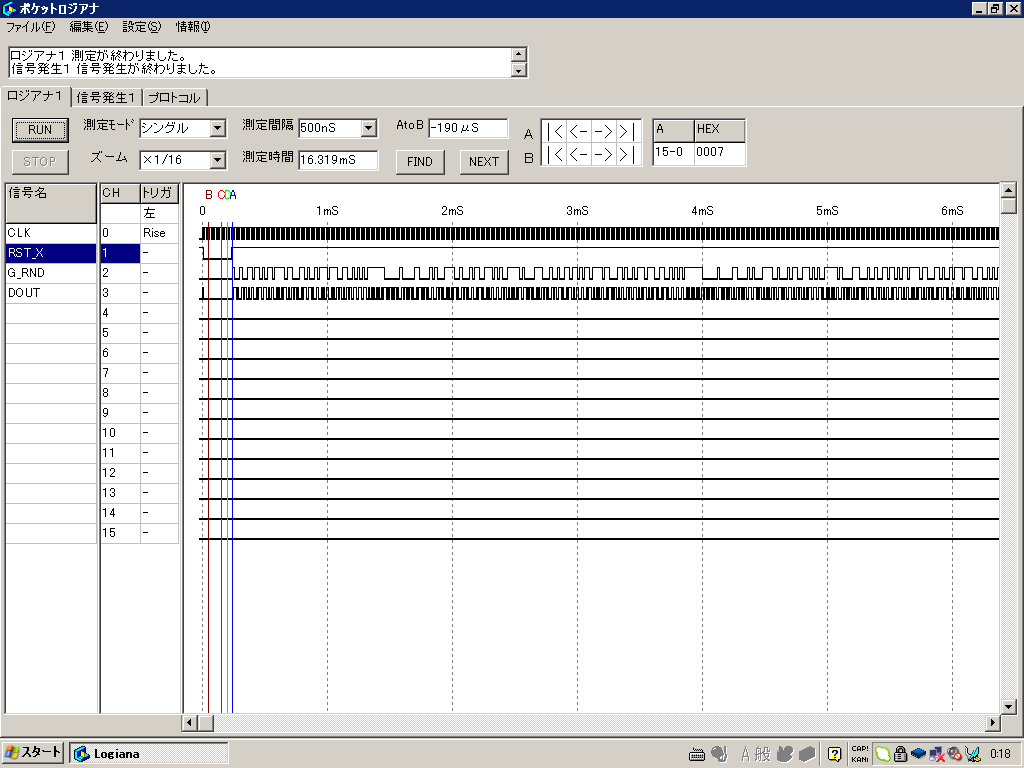 ポケットロジアナ
ファイル(F) 編集(E) 設定(S) 情報(I)
ロジアナ1 測定が終わりました。
信号発生1 信号発生が終わりました。
ロジアナ1 信号発生1 プロトコル
RUN 測定モード シングル 測定間隔 500nS AtoB -190μS A |< <- -> >| A HEX
STOP ズーム ×1/16 測定時間 16.319mS FIND NEXT B |< <- -> >| 15-0 0007
信号名 CH トリガ B C D A
左 0 1mS 2mS 3mS 4mS 5mS 6mS
CLK 0 Rise
RST_X 1 -
G_RND 2 -
DOUT 3 -
4 -
5 -
6 -
7 -
8 -
9 -
10 -
11 -
12 -
13 -
14 -
15 -
スタート Logiana A 般 ? CAPS KANA 0:18